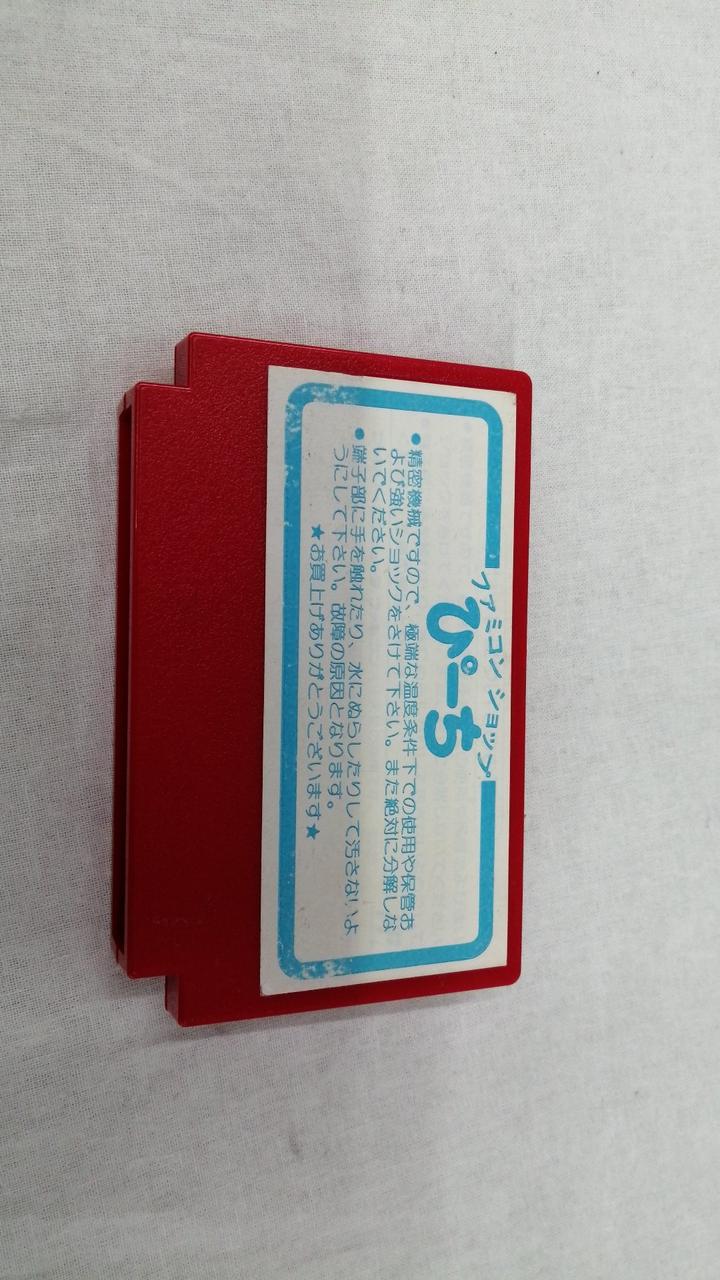 ファミコン ショップ
ぴーち
●精密機械ですので、極端な温度条件下での使用や保管お
よび強いショックをさけて下さい。また絶対に分解しな
いでください。
●端子部に手を触れたり、水にぬらしたりして汚さないよ
うにして下さい。故障の原因となります。
★お買上げありがとうございます★